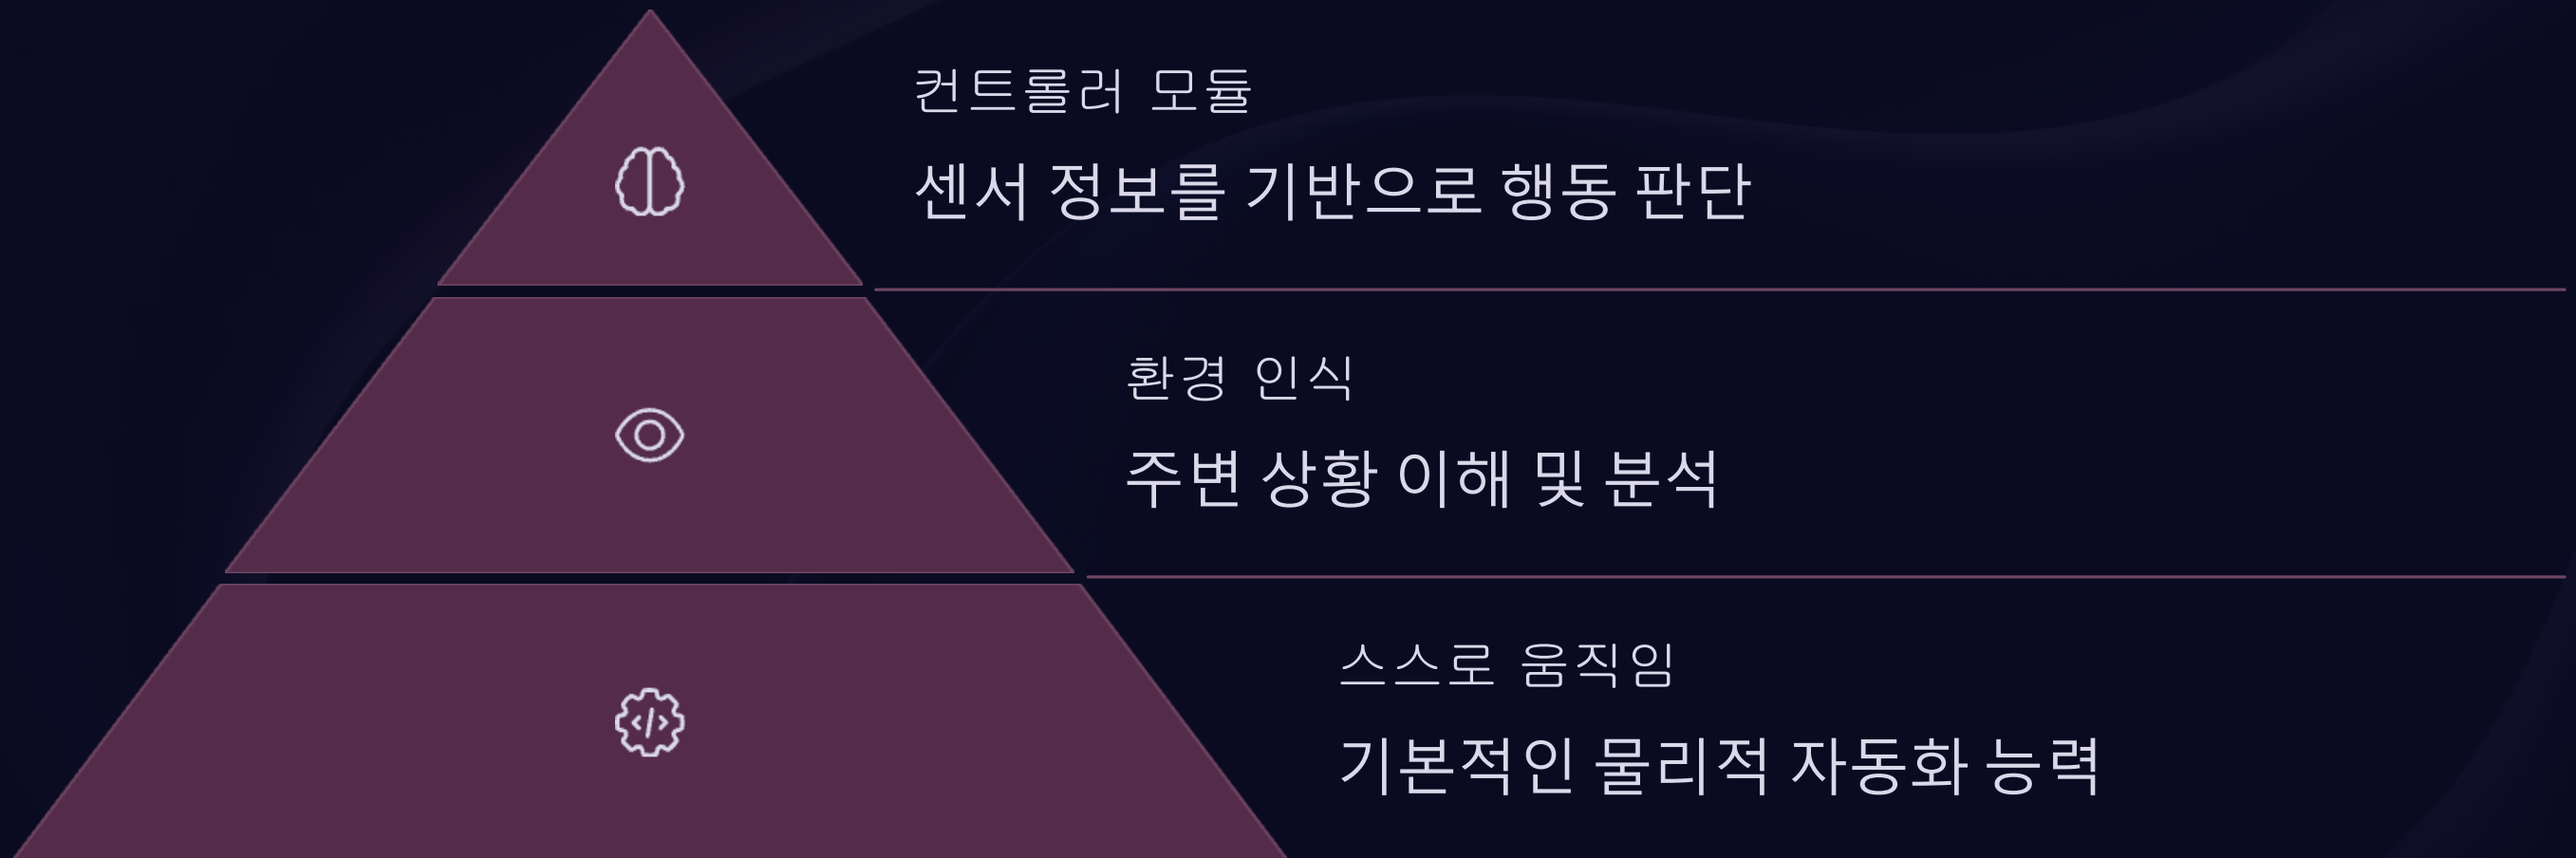 컨트롤러 모듈
센서 정보를 기반으로 행동 판단
환경 인식
주변 상황 이해 및 분석
스스로 움직임
기본적인 물리적 자동화 능력